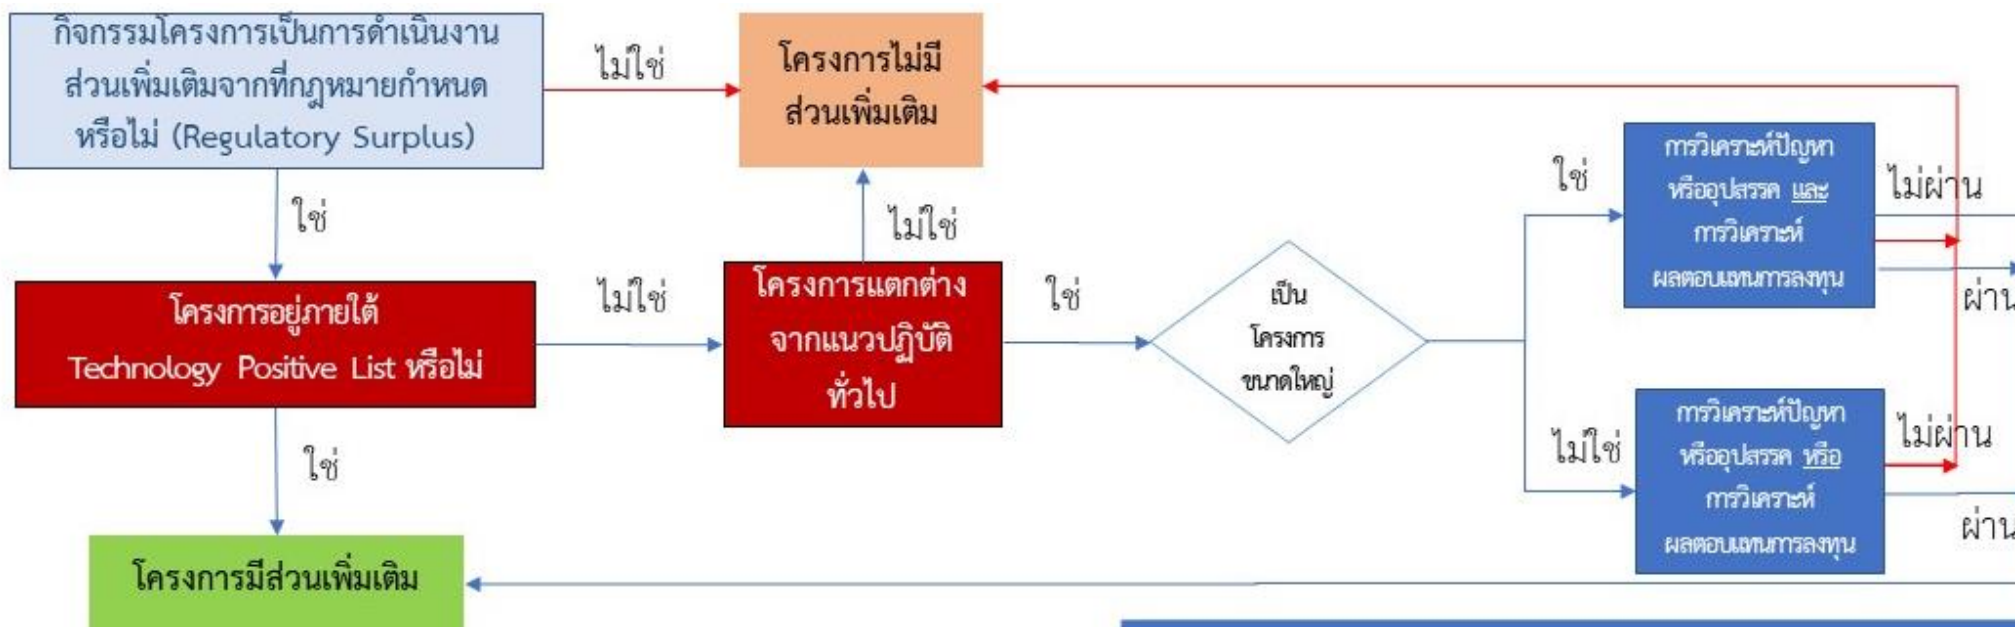 กิจกรรมโครงการเป็นการดำเนินงาน
ส่วนเพิ่มเติมจากที่กฎหมายกำหนด
หรือไม่ (Regulatory Surplus)
ไม่ใช่
โครงการไม่มี
ส่วนเพิ่มเติม
ใช่
ไม่ใช่
โครงการอยู่ภายใต้
Technology Positive List หรือไม่
ไม่ใช่
โครงการแตกต่าง
จากแนวปฏิบัติ
ทั่วไป
ใช่
เป็น
โครงการ
ขนาดใหญ่
ใช่
การวิเคราะห์ปัญหา
หรืออุปสรรค และ
การวิเคราะห์
ผลตอบแทนการลงทุน
ไม่ผ่าน
ผ่าน
ไม่ใช่
การวิเคราะห์ปัญหา
หรืออุปสรรค หรือ
การวิเคราะห์
ผลตอบแทนการลงทุน
ไม่ผ่าน
ผ่าน
ใช่
โครงการมีส่วนเพิ่มเติม